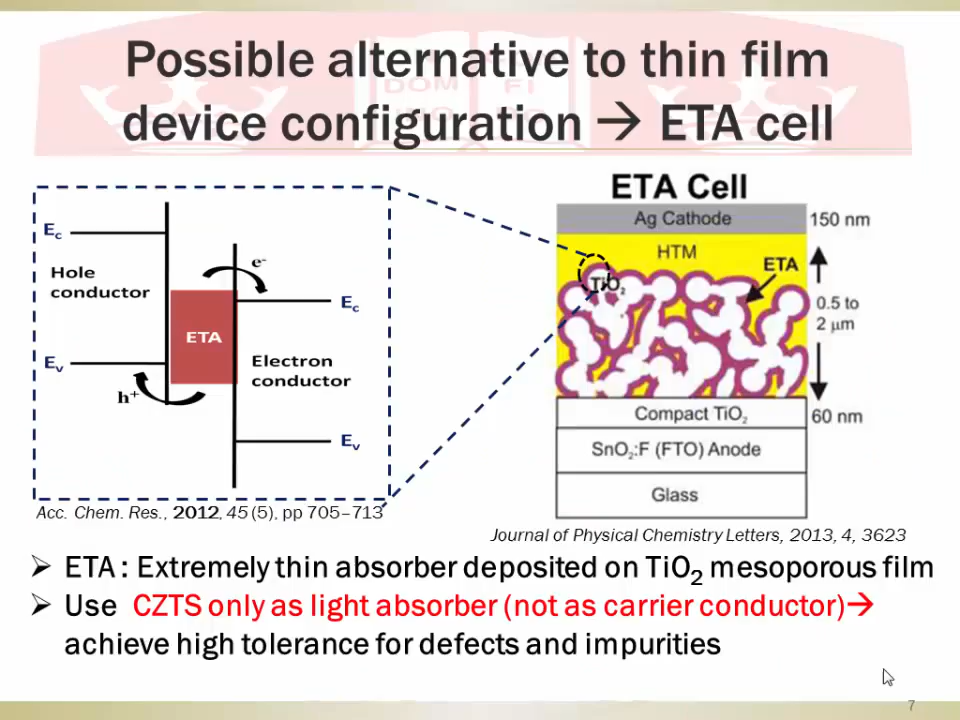 Possible alternative to thin film
device configuration → ETA cell
DOM
MINO
FI
ETA Cell
Ag Cathode
150 nm
HTM
ETA
TiO2
0.5 to
2 µm
Compact TiO2
60 nm
SnO2:F (FTO) Anode
Glass
Ec
Hole
conductor
e-
Ec
ETA
Ev
Electron
conductor
h+
Ev
Acc. Chem. Res., 2012, 45 (5), pp 705–713
Journal of Physical Chemistry Letters, 2013, 4, 3623
➢ ETA : Extremely thin absorber deposited on TiO2 mesoporous film
➢ Use CZTS only as light absorber (not as carrier conductor)→
achieve high tolerance for defects and impurities
7